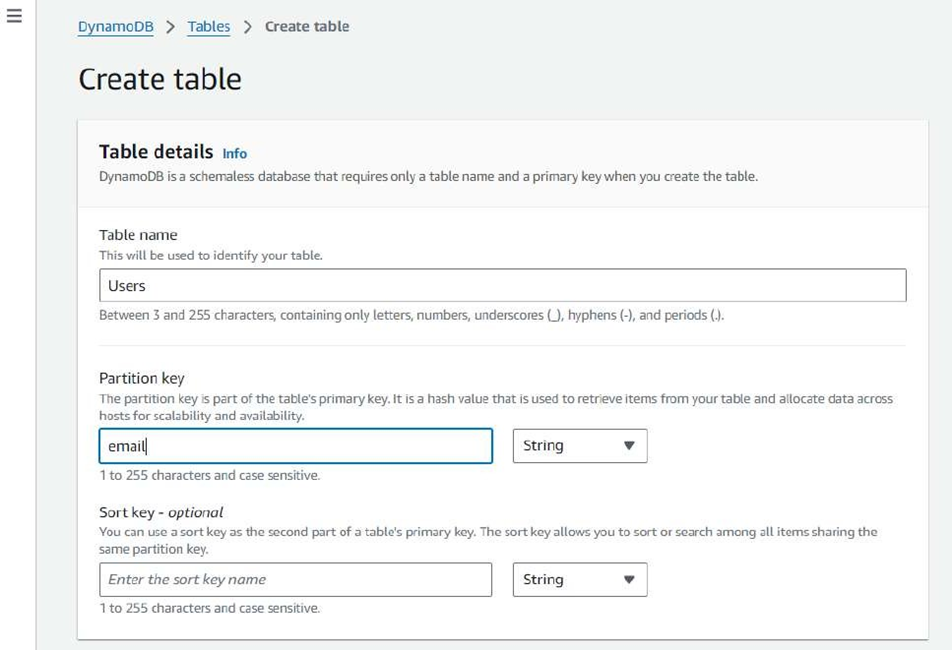 DynamoDB > Tables > Create table
Create table
Table details Info
DynamoDB is a schemaless database that requires only a table name and a primary key when you create the table.
Table name
This will be used to identify your table.
Users
Between 3 and 255 characters, containing only letters, numbers, underscores (_), hyphens (-), and periods (.).
Partition key
The partition key is part of the table's primary key. It is a hash value that is used to retrieve items from your table and allocate data across
hosts for scalability and availability.
email String
1 to 255 characters and case sensitive.
Sort key - optional
You can use a sort key as the second part of a table's primary key. The sort key allows you to sort or search among all items sharing the
same partition key.
Enter the sort key name String
1 to 255 characters and case sensitive.